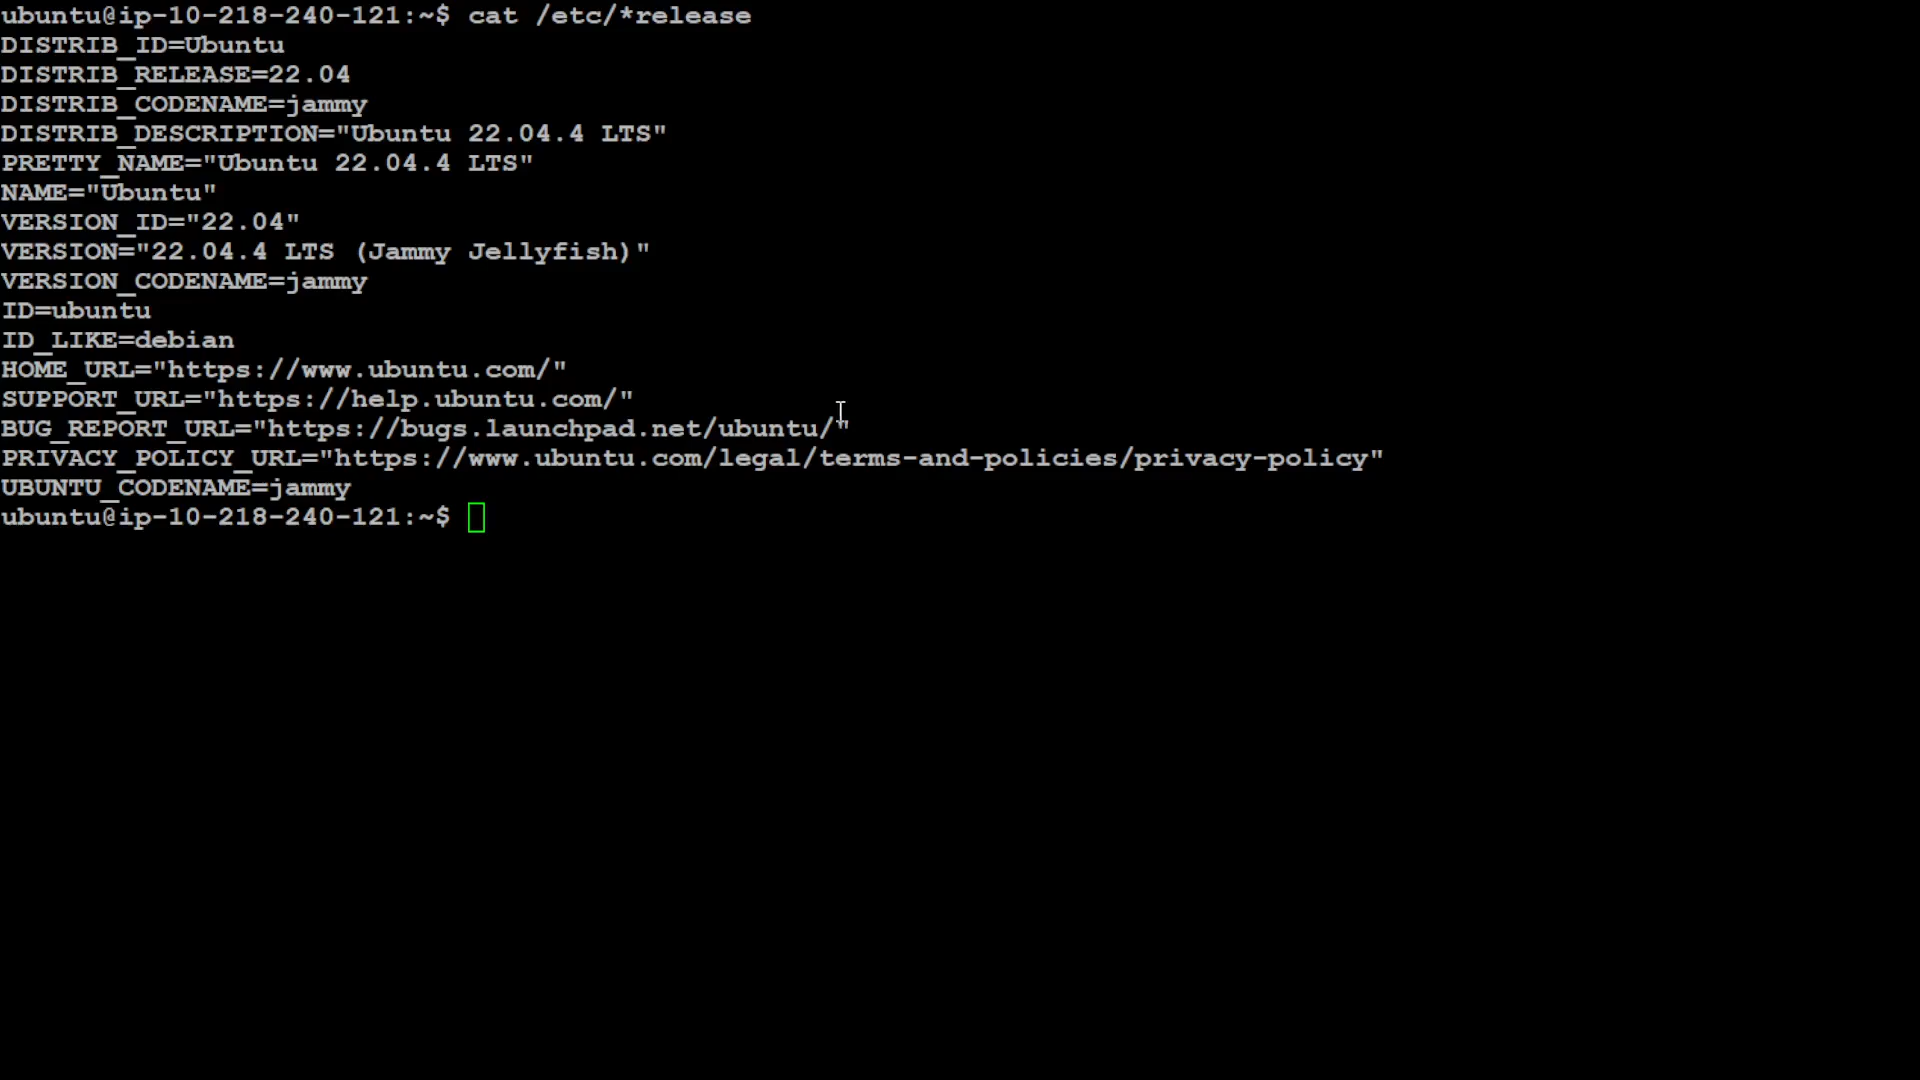 ubuntu@ip-10-218-240-121:~$ cat /etc/*release
DISTRIB_ID=Ubuntu
DISTRIB_RELEASE=22.04
DISTRIB_CODENAME=jammy
DISTRIB_DESCRIPTION="Ubuntu 22.04.4 LTS"
PRETTY_NAME="Ubuntu 22.04.4 LTS"
NAME="Ubuntu"
VERSION_ID="22.04"
VERSION="22.04.4 LTS (Jammy Jellyfish)"
VERSION_CODENAME=jammy
ID=ubuntu
ID_LIKE=debian
HOME_URL="https://www.ubuntu.com/"
SUPPORT_URL="https://help.ubuntu.com/"
BUG_REPORT_URL="https://bugs.launchpad.net/ubuntu/"
PRIVACY_POLICY_URL="https://www.ubuntu.com/legal/terms-and-policies/privacy-policy"
UBUNTU_CODENAME=jammy
ubuntu@ip-10-218-240-121:~$